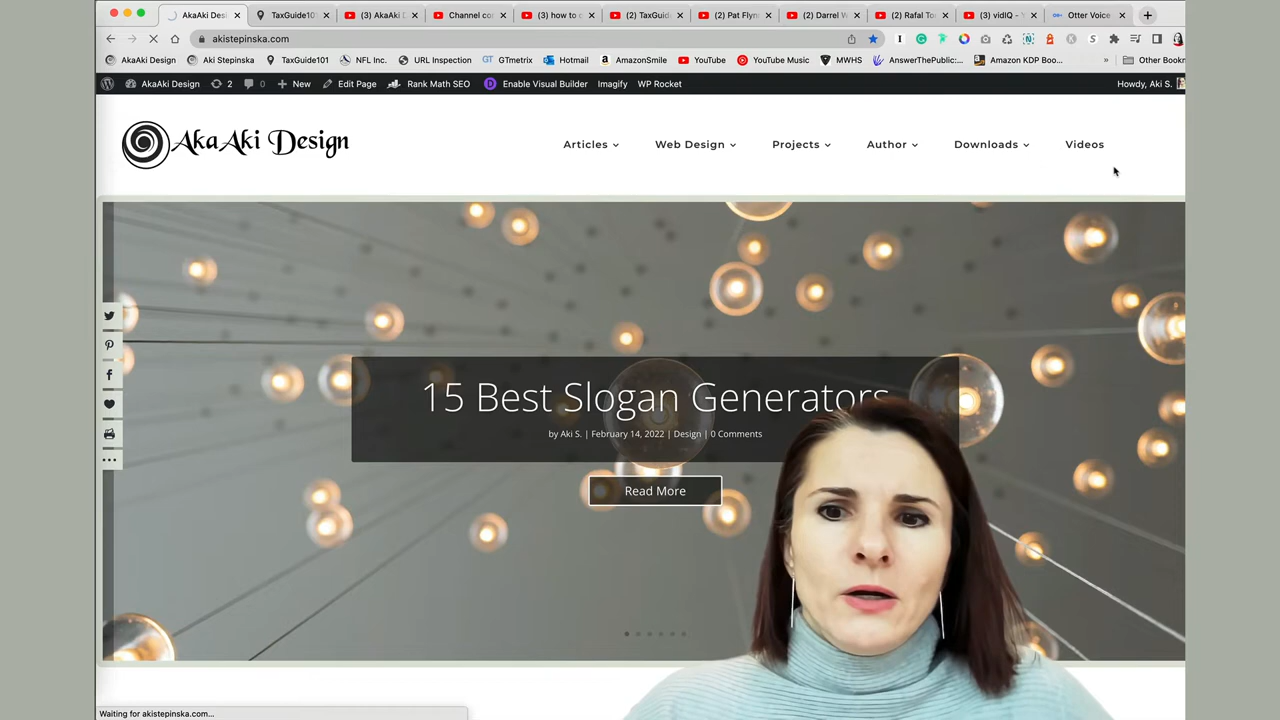 AkaAki Desi
TaxGuide10
(3) AkaAki D
Channel co
(3) how to c
(2) TaxGuid
(2) Pat Flyn
(2) Darrel W
(2) Rafal To
(3) vidIQ -
Otter Voice
akistepinska.com
AkaAki Design
Aki Stepinska
TaxGuide101
NFL Inc.
URL Inspection
GT GTmetrix
Hotmail
AmazonSmile
YouTube
YouTube Music
MWHS
AnswerThePublic:...
Amazon KDP Boo...
»
Other Bookm
AkaAki Design
2
0
New
Edit Page
Rank Math SEO
D Enable Visual Builder
Imagify
WP Rocket
Howdy, Aki S.
AkaAki Design
Articles
Web Design
Projects
Author
Downloads
Videos
15 Best Slogan Generators
by Aki S. | February 14, 2022 | Design | 0 Comments
Read More
Waiting for akistepinska.com...